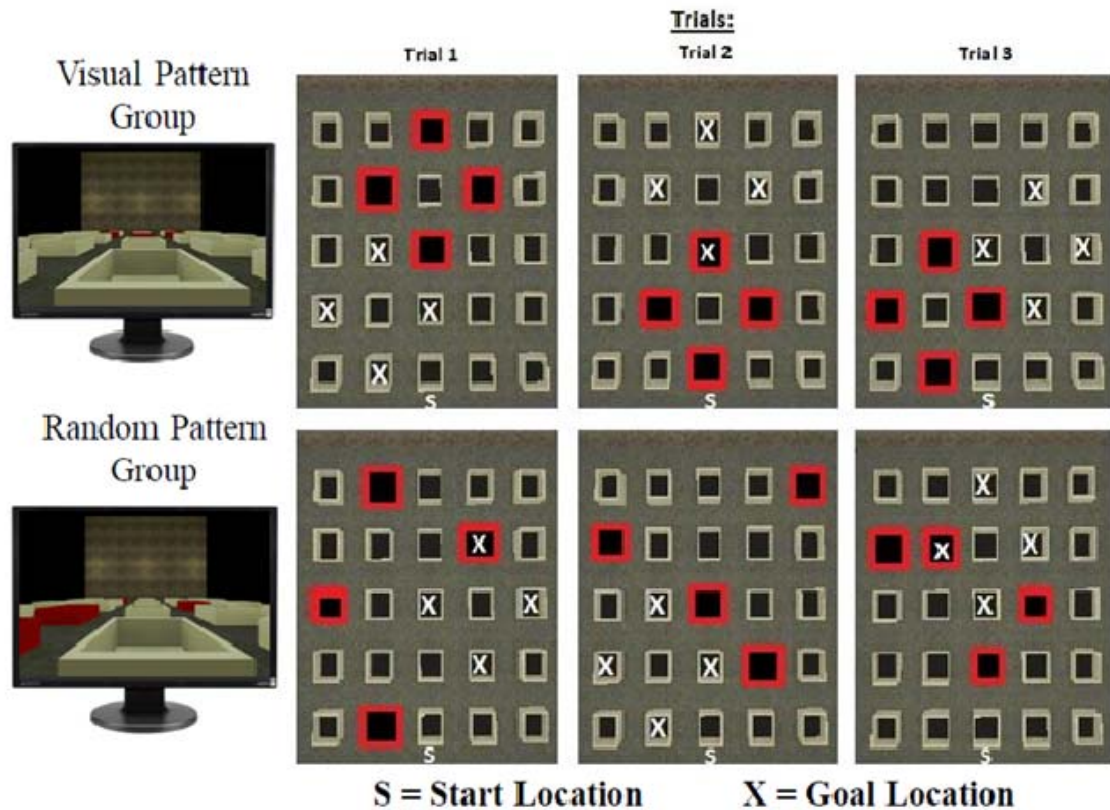 Trials:
Trial 1
Trial 2
Trial 3
Visual Pattern
Group
X
X X
X X X
X X
X X X
X
S S S
Random Pattern
Group
X
X X X
X X X X
X X X
X
S S S
S = Start Location X = Goal Location